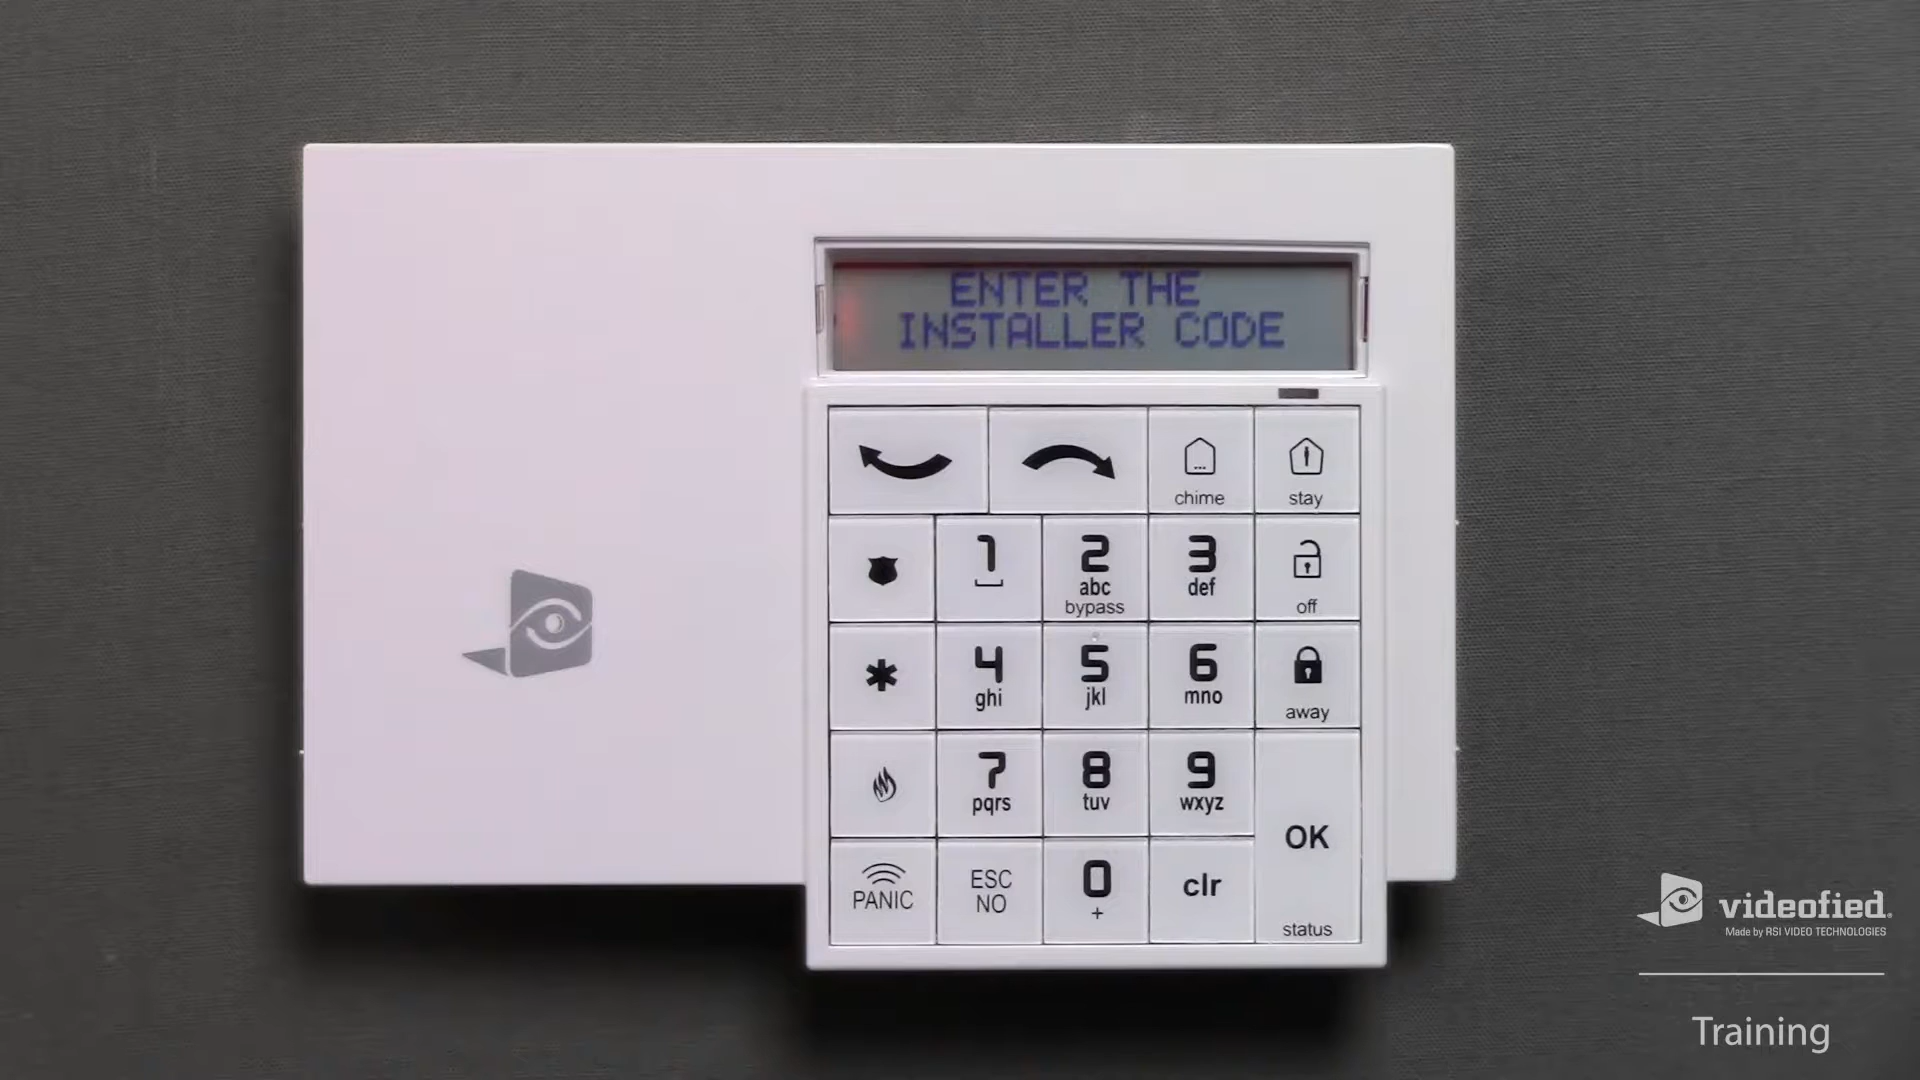 ENTER THE
INSTALLER CODE
chime
stay
1
2
abc
bypass
3
def
off
4
ghi
5
jkl
6
mno
away
7
pqrs
8
tuv
9
wxyz
OK
status
PANIC
ESC
NO
0
+
clr
videofied®
Made by RSI VIDEO TECHNOLOGIES
Training